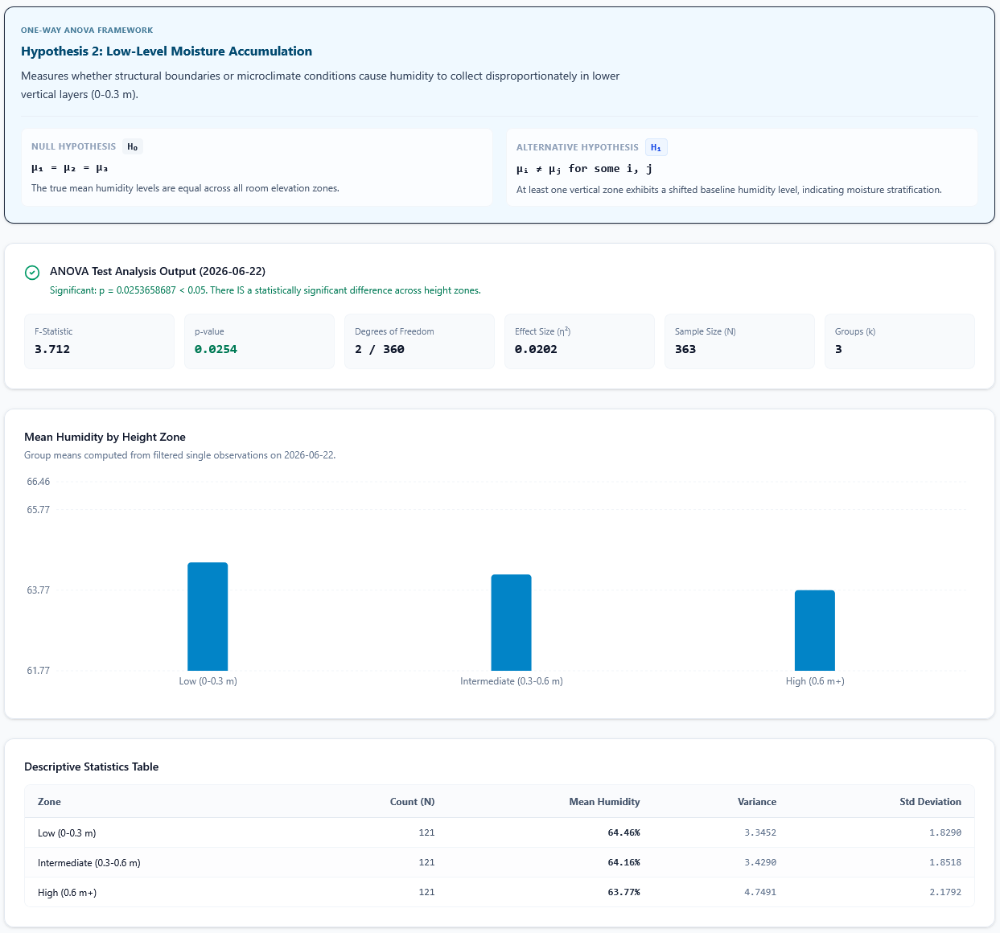 ONE-WAY ANOVA FRAMEWORK
Hypothesis 2: Low-Level Moisture Accumulation
Measures whether structural boundaries or microclimate conditions cause humidity to collect disproportionately in lower
vertical layers (0-0.3 m).
NULL HYPOTHESIS H₀
μ₁ = μ₂ = μ₃
The true mean humidity levels are equal across all room elevation zones.
ALTERNATIVE HYPOTHESIS H₁
μᵢ ≠ μⱼ for some i, j
At least one vertical zone exhibits a shifted baseline humidity level, indicating moisture stratification.
ANOVA Test Analysis Output (2026-06-22)
Significant: p = 0.0253658687 < 0.05. There IS a statistically significant difference across height zones.
F-Statistic
3.712
p-value
0.0254
Degrees of Freedom
2 / 360
Effect Size (η²)
0.0202
Sample Size (N)
363
Groups (k)
3
Mean Humidity by Height Zone
Group means computed from filtered single observations on 2026-06-22.
66.46
65.77
63.77
61.77
Low (0-0.3 m) Intermediate (0.3-0.6 m) High (0.6 m+)
Descriptive Statistics Table
Zone Count (N) Mean Humidity Variance Std Deviation
Low (0-0.3 m) 121 64.46% 3.3452 1.8290
Intermediate (0.3-0.6 m) 121 64.16% 3.4290 1.8518
High (0.6 m+) 121 63.77% 4.7491 2.1792